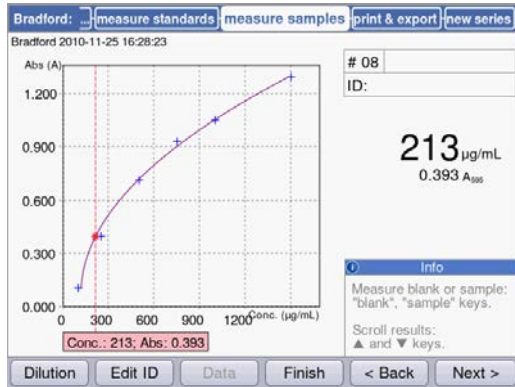 Bradford: ... measure standards measure samples print & export new series
Bradford 2010-11-25 16:28:23
Abs (A)
1.200
0.900
0.600
0.300
0.000
0 300 600 900 1200 Conc. (µg/mL)
Conc.: 213; Abs: 0.393
# 08
ID:
213 µg/mL
0.393 A595
Info
Measure blank or sample:
"blank", "sample" keys.
Scroll results:
▲ and ▼ keys.
Dilution Edit ID Data Finish < Back Next >